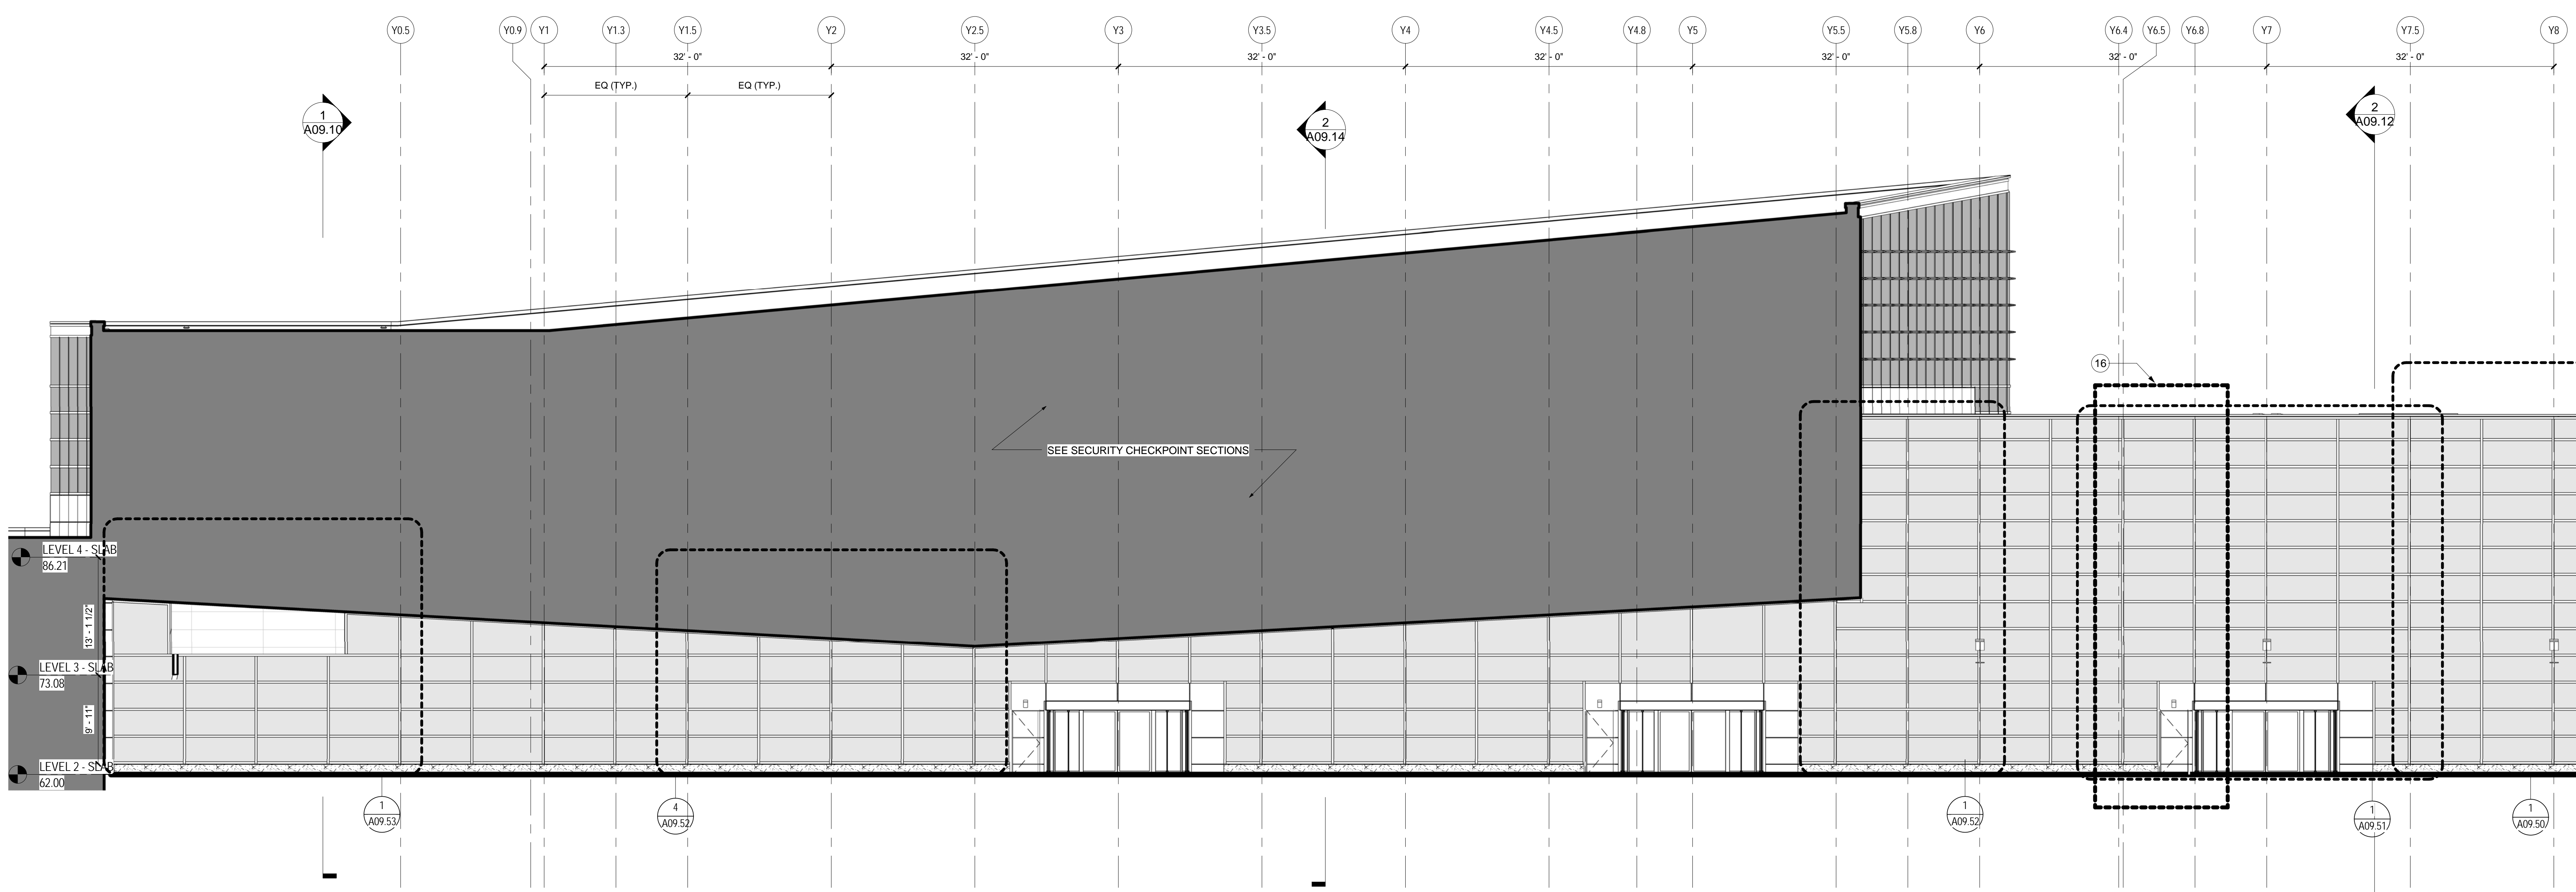 Y0.5
Y0.9
Y1
Y1.3
Y1.5
Y2
Y2.5
Y3
Y3.5
Y4
Y4.5
Y4.8
Y5
Y5.5
Y5.8
Y6
Y6.4
Y6.5
Y6.8
Y7
Y7.5
Y8
32' - 0"
32' - 0"
32' - 0"
32' - 0"
32' - 0"
32' - 0"
32' - 0"
EQ (TYP.)
EQ (TYP.)
1
A09.10
2
A09.14
2
A09.12
16
SEE SECURITY CHECKPOINT SECTIONS
LEVEL 4 - SLAB
86.21
13' - 1 1/2"
LEVEL 3 - SLAB
73.08
9' - 11"
LEVEL 2 - SLAB
62.00
1
A09.53
4
A09.52
1
A09.52
1
A09.51
1
A09.50